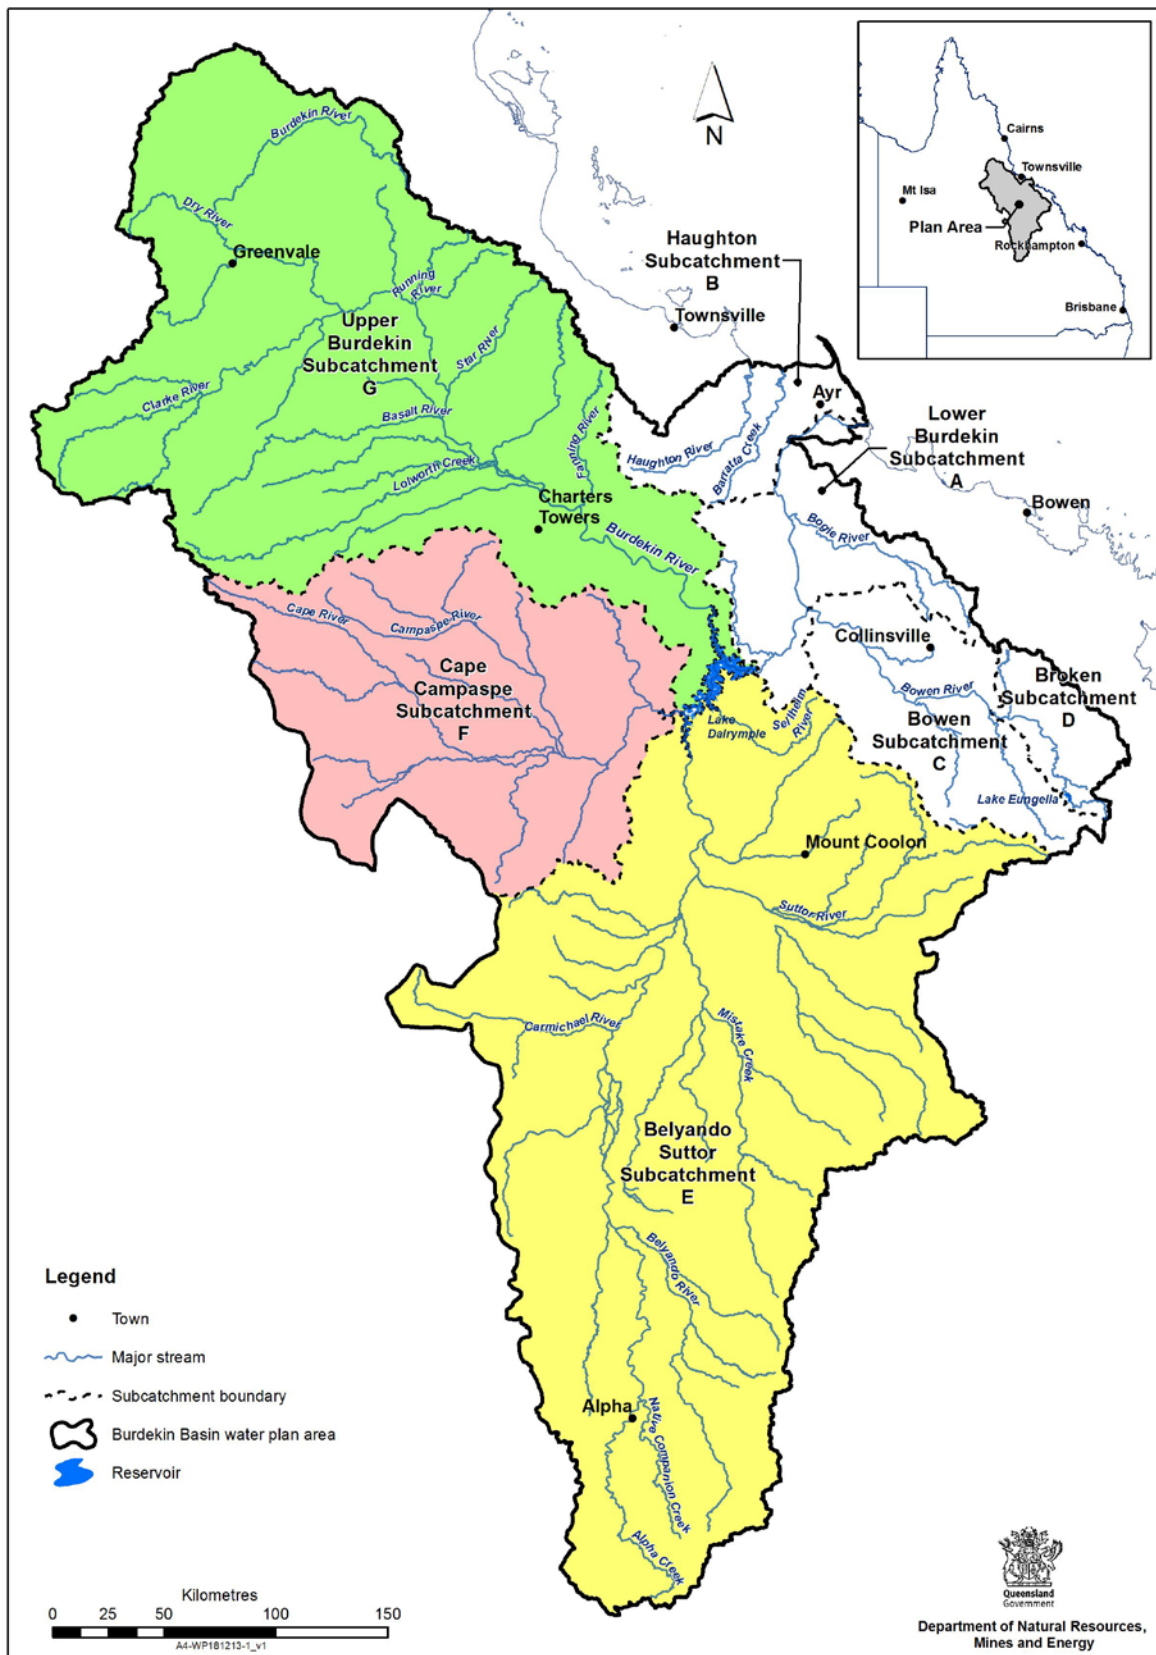 N
Cairns
Townsville
Mt Isa
Plan Area
Rockhampton
Brisbane
Burdekin River
Dry River
Greenvale
Running
River
Upper
Burdekin
Subcatchment
G
Star River
Clarke River
Basalt River
Lolworth Creek
Fanning River
Charters
Towers
Burdekin River
Haughton
Subcatchment
B
Townsville
Ayr
Haughton River
Barratta Creek
Lower
Burdekin
Subcatchment
A
Bowen
Bogie River
Collinsville
Bowen River
Broken
Subcatchment
D
Bowen
Subcatchment
C
Lake Eungella
Cape River
Campaspe River
Cape
Campaspe
Subcatchment
F
Lake
Dalrymple
Sellheim
River
Mount Coolon
Suttor River
Carmichael River
Mistake Creek
Belyando
Suttor
Subcatchment
E
Belyando River
Alpha
Native Companion Creek
Alpha Creek
Legend
Town
Major stream
Subcatchment boundary
Burdekin Basin water plan area
Reservoir
Kilometres
0 25 50 100 150
A4-WP181213-1_v1
Queensland
Government
Department of Natural Resources,
Mines and Energy